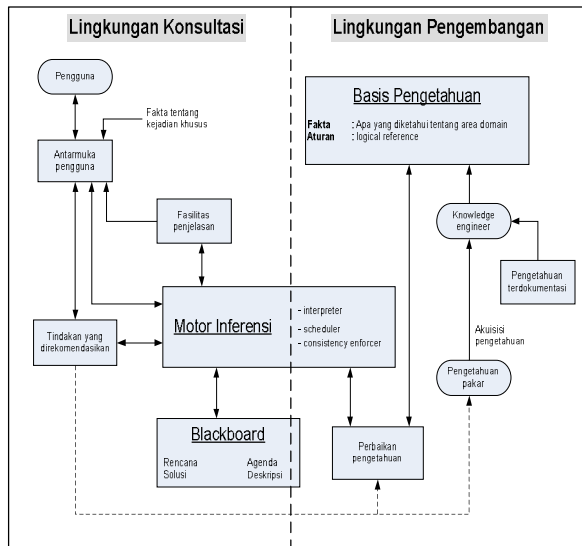 Lingkungan Konsultasi
Lingkungan Pengembangan
Pengguna
Fakta tentang
kejadian khusus
Antarmuka
pengguna
Fasilitas
penjelasan
Motor Inferensi
- interpreter
- scheduler
- consistency enforcer
Tindakan yang
direkomendasikan
Blackboard
Rencana Agenda
Solusi Deskripsi
Basis Pengetahuan
Fakta : Apa yang diketahui tentang area domain
Aturan : logical reference
Knowledge
engineer
Pengetahuan
terdokumentasi
Akuisisi
pengetahuan
Pengetahuan
pakar
Perbaikan
pengetahuan